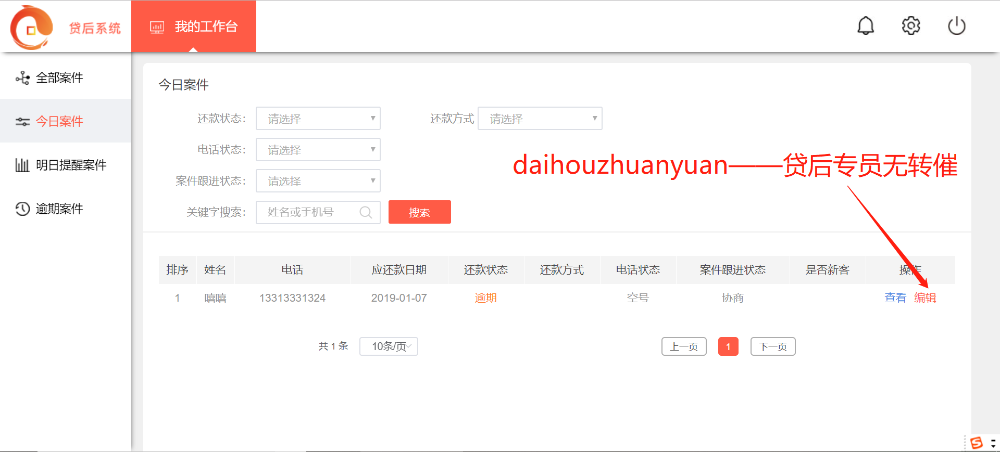 贷后系统
我的工作台
全部案件
今日案件
明日提醒案件
逾期案件
今日案件
还款状态: 请选择 还款方式 请选择
电话状态: 请选择
案件跟进状态: 请选择
关键字搜索: 姓名或手机号 搜索
daihouzhuanyuan——贷后专员无转催
排序 姓名 电话 应还款日期 还款状态 还款方式 电话状态 案件跟进状态 是否新客 操作
1 嘻嘻 13313331324 2019-01-07 逾期 空号 协商 查看 编辑
共 1 条 10条/页 上一页 1 下一页